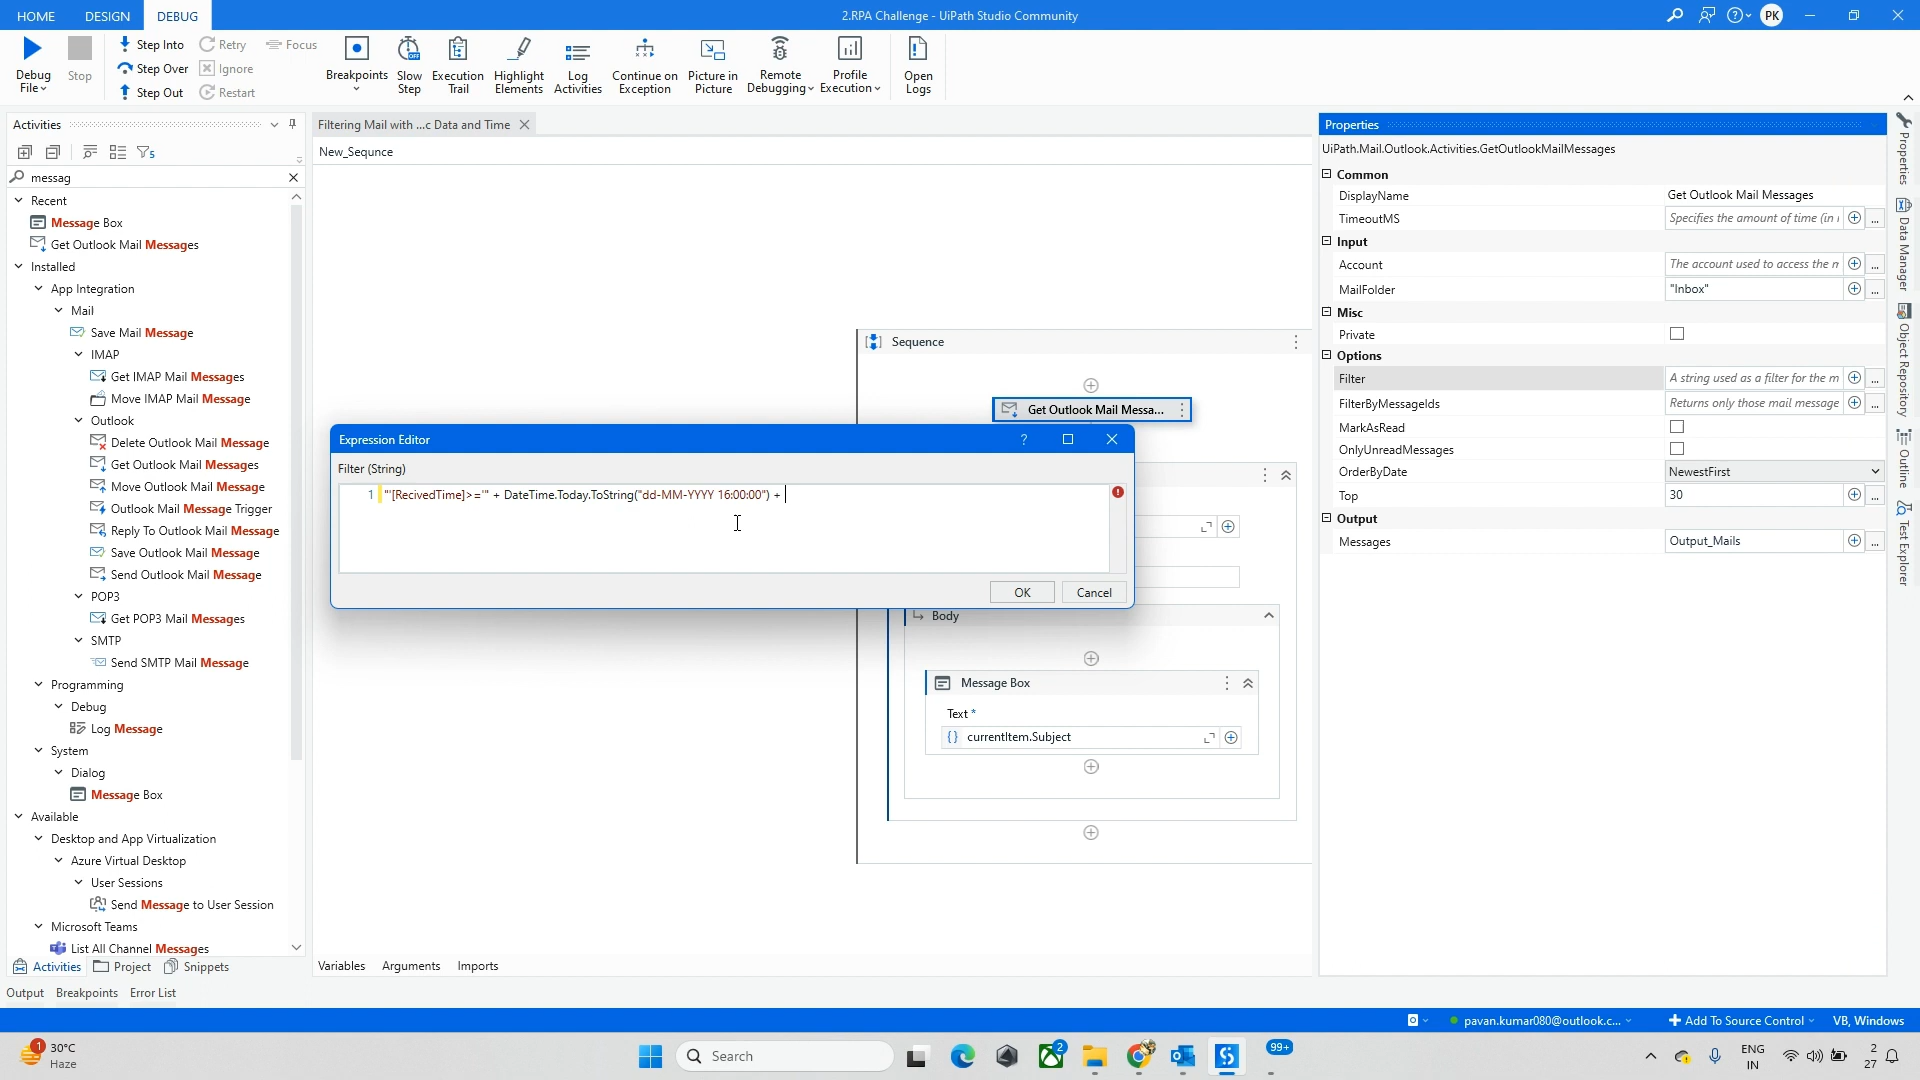 HOME DESIGN DEBUG 2.RPA Challenge - UiPath Studio Community PK
Debug File Stop
Step Into Retry Focus
Step Over Ignore
Step Out Restart
Breakpoints
Slow Step
Execution Trail
Highlight Elements
Log Activities
Continue on Exception
Picture in Picture
Remote Debugging
Profile Execution
Open Logs
Activities
5
messag
Recent
Message Box
Get Outlook Mail Messages
Installed
App Integration
Mail
Save Mail Message
IMAP
Get IMAP Mail Messages
Move IMAP Mail Message
Outlook
Delete Outlook Mail Message
Get Outlook Mail Messages
Move Outlook Mail Message
Outlook Mail Message Trigger
Reply To Outlook Mail Message
Save Outlook Mail Message
Send Outlook Mail Message
POP3
Get POP3 Mail Messages
SMTP
Send SMTP Mail Message
Programming
Debug
Log Message
System
Dialog
Message Box
Available
Desktop and App Virtualization
Azure Virtual Desktop
User Sessions
Send Message to User Session
Microsoft Teams
List All Channel Messages
Activities Project Snippets
Output Breakpoints Error List
Filtering Mail with ...c Data and Time
New_Sequnce
Sequence
Get Outlook Mail Messa...
Expression Editor
Filter (String)
1 "'[RecivedTime]>='" + DateTime.Today.ToString("dd-MM-YYYY 16:00:00") +
OK Cancel
Body
Message Box
Text *
currentItem.Subject
Variables Arguments Imports
Properties
UiPath.Mail.Outlook.Activities.GetOutlookMailMessages
Common
DisplayName Get Outlook Mail Messages
TimeoutMS Specifies the amount of time (in
Input
Account The account used to access the
MailFolder "Inbox"
Misc
Private
Options
Filter A string used as a filter for the
FilterByMessageIds Returns only those mail message
MarkAsRead
OnlyUnreadMessages
OrderByDate NewestFirst
Top 30
Output
Messages Output_Mails
Properties
Data Manager
Object Repository
Outline
Test Explorer
pavan.kumar080@outlook.c... Add To Source Control VB, Windows
1 30°C
Haze
Search
2
99+
ENG
IN
2
27